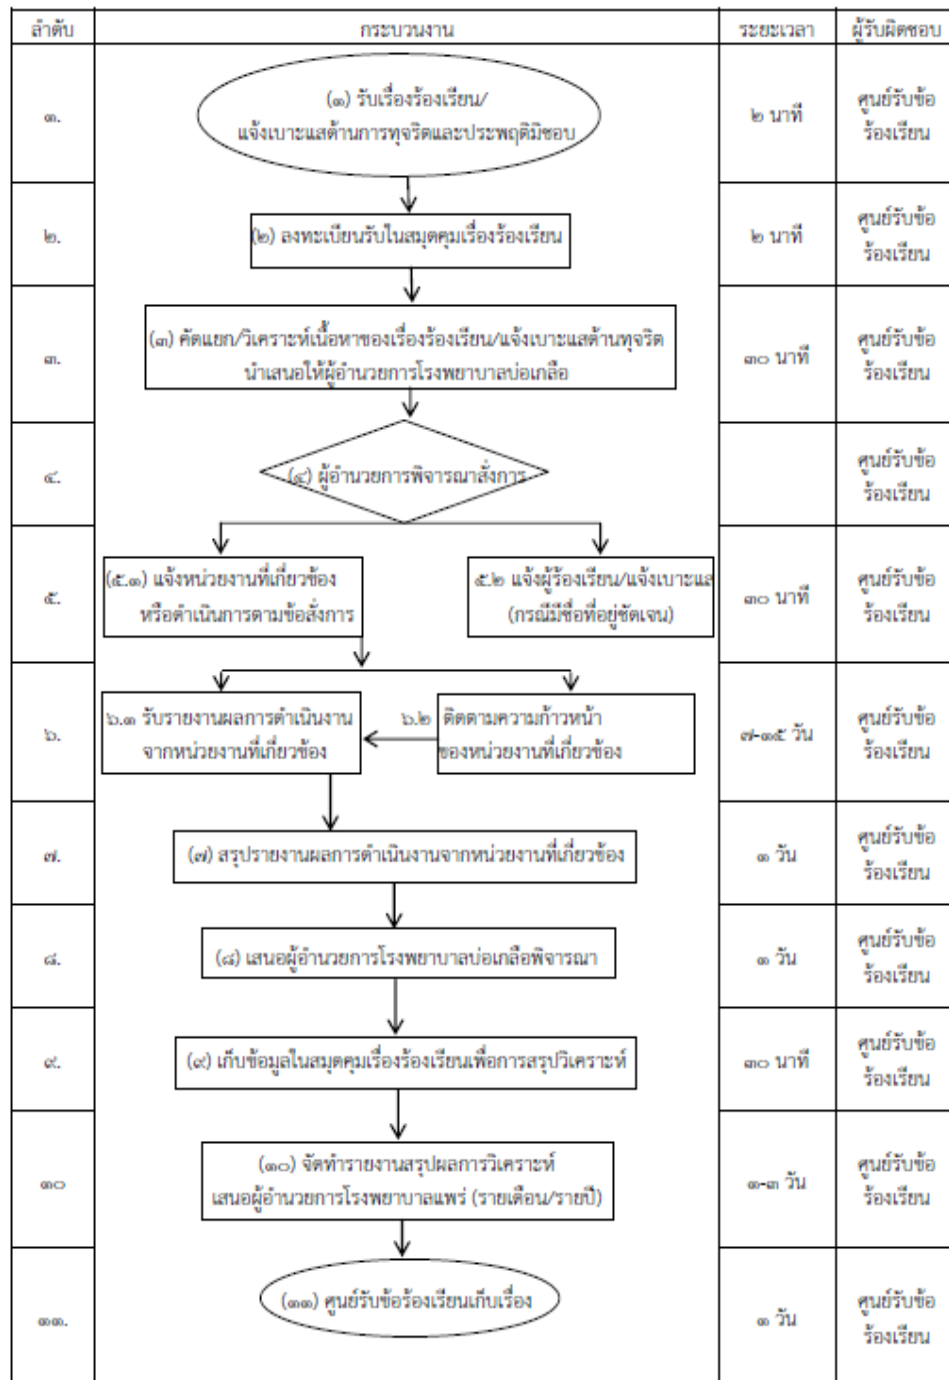 ลำดับ กระบวนงาน ระยะเวลา ผู้รับผิดชอบ
๑. (๑) รับเรื่องร้องเรียน/ ๒ นาที ศูนย์รับข้อ
แจ้งเบาะแสด้านการทุจริตและประพฤติมิชอบ ร้องเรียน
๒. (๒) ลงทะเบียนรับในสมุดคุมเรื่องร้องเรียน ๒ นาที ศูนย์รับข้อ
ร้องเรียน
๓. (๓) คัดแยก/วิเคราะห์เนื้อหาของเรื่องร้องเรียน/แจ้งเบาะแสด้านทุจริต ๓๐ นาที ศูนย์รับข้อ
นำเสนอให้ผู้อำนวยการโรงพยาบาลบ่อเกลือ ร้องเรียน
๔. (๔) ผู้อำนวยการพิจารณาสั่งการ ศูนย์รับข้อ
ร้องเรียน
๕. (๕.๑) แจ้งหน่วยงานที่เกี่ยวข้อง ๕.๒ แจ้งผู้ร้องเรียน/แจ้งเบาะแส ๓๐ นาที ศูนย์รับข้อ
หรือดำเนินการตามข้อสั่งการ (กรณีมีชื่อที่อยู่ชัดเจน) ร้องเรียน
๖. ๖.๑ รับรายงานผลการดำเนินงาน ๖.๒ ติดตามความก้าวหน้า ๗-๑๕ วัน ศูนย์รับข้อ
จากหน่วยงานที่เกี่ยวข้อง ของหน่วยงานที่เกี่ยวข้อง ร้องเรียน
๗. (๗) สรุปรายงานผลการดำเนินงานจากหน่วยงานที่เกี่ยวข้อง ๑ วัน ศูนย์รับข้อ
ร้องเรียน
๘. (๘) เสนอผู้อำนวยการโรงพยาบาลบ่อเกลือพิจารณา ๑ วัน ศูนย์รับข้อ
ร้องเรียน
๙. (๙) เก็บข้อมูลในสมุดคุมเรื่องร้องเรียนเพื่อการสรุปวิเคราะห์ ๓๐ นาที ศูนย์รับข้อ
ร้องเรียน
๑๐ (๑๐) จัดทำรายงานสรุปผลการวิเคราะห์ ๑-๓ วัน ศูนย์รับข้อ
เสนอผู้อำนวยการโรงพยาบาลแพร่ (รายเดือน/รายปี) ร้องเรียน
๑๑. (๑๑) ศูนย์รับข้อร้องเรียนเก็บเรื่อง ๑ วัน ศูนย์รับข้อ
ร้องเรียน